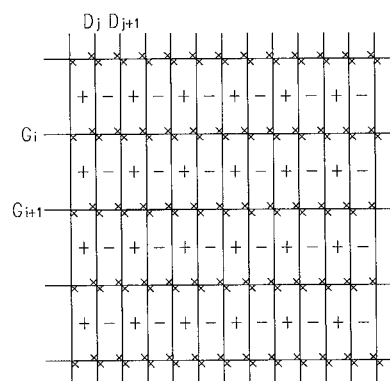 Dj Dj+1
+ - + - + - + - + - + -
Gi
+ - + - + - + - + - + -
Gi+1
+ - + - + - + - + - + -
+ - + - + - + - + - + -